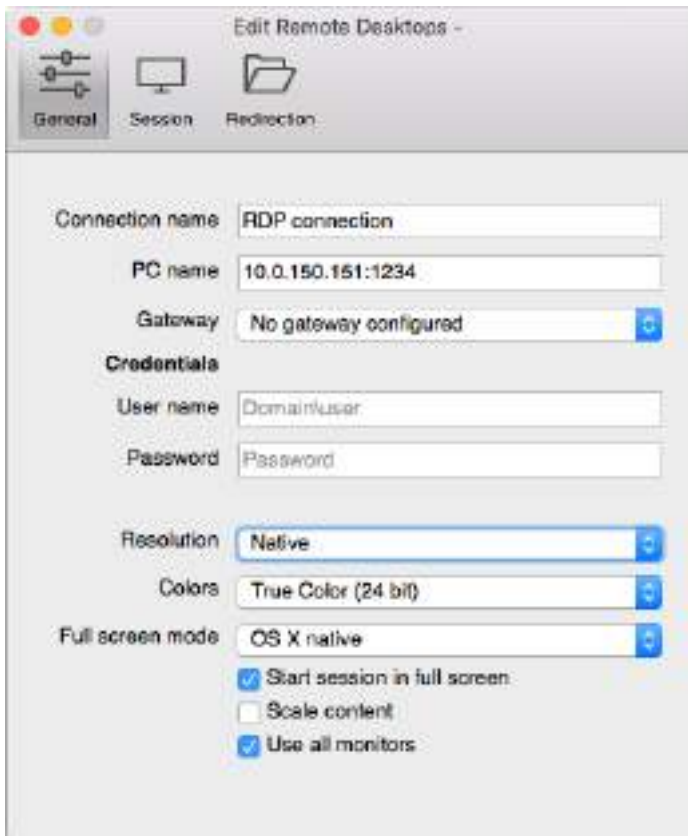 Edit Remote Desktops -
General Session Redirection
Connection name RDP connection
PC name 10.0.150.151:1234
Gateway No gateway configured
Credentials
User name Domain\user
Password Password
Resolution Native
Colors True Color (24 bit)
Full screen mode OS X native
Start session in full screen
Scale content
Use all monitors